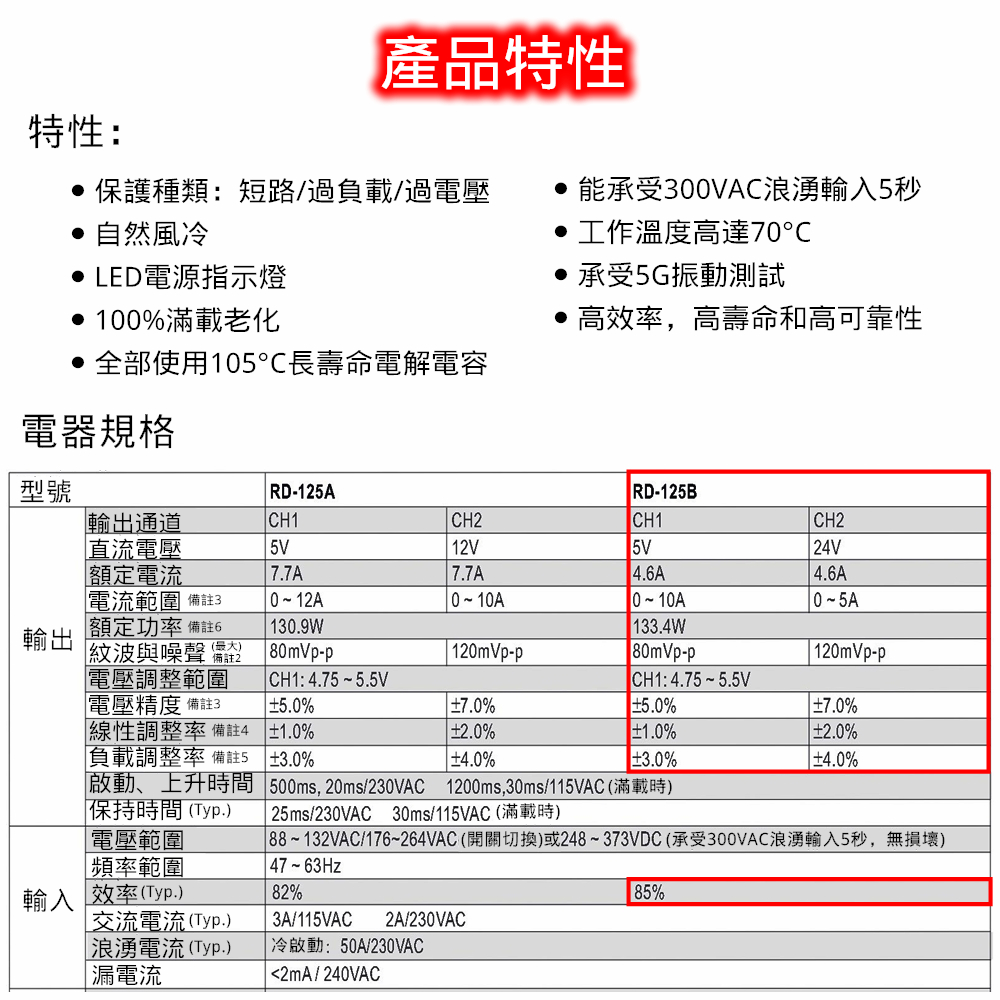 產品特性
特性：
• 保護種類：短路/過負載/過電壓
• 自然風冷
• LED電源指示燈
• 100%滿載老化
• 全部使用105°C長壽命電解電容
• 能承受300VAC浪湧輸入5秒
• 工作溫度高達70°C
• 承受5G振動測試
• 高效率，高壽命和高可靠性
電器規格
型號 RD-125A RD-125B
輸出
輸出通道 CH1 CH2 CH1 CH2
直流電壓 5V 12V 5V 24V
額定電流 7.7A 7.7A 4.6A 4.6A
電流範圍 備註3 0 ~ 12A 0 ~ 10A 0 ~ 10A 0 ~ 5A
額定功率 備註6 130.9W 133.4W
紋波與噪聲 (最大) 備註2 80mVp-p 120mVp-p 80mVp-p 120mVp-p
電壓調整範圍 CH1: 4.75 ~ 5.5V CH1: 4.75 ~ 5.5V
電壓精度 備註3 ±5.0% ±7.0% ±5.0% ±7.0%
線性調整率 備註4 ±1.0% ±2.0% ±1.0% ±2.0%
負載調整率 備註5 ±3.0% ±4.0% ±3.0% ±4.0%
啟動、上升時間 500ms, 20ms/230VAC 1200ms,30ms/115VAC (滿載時)
保持時間 (Typ.) 25ms/230VAC 30ms/115VAC (滿載時)
輸入
電壓範圍 88 ~ 132VAC/176~264VAC (開關切換)或248 ~ 373VDC (承受300VAC浪湧輸入5秒，無損壞)
頻率範圍 47 ~ 63Hz
效率(Typ.) 82% 85%
交流電流 (Typ.) 3A/115VAC 2A/230VAC
浪湧電流 (Typ.) 冷啟動：50A/230VAC
漏電流 <2mA / 240VAC